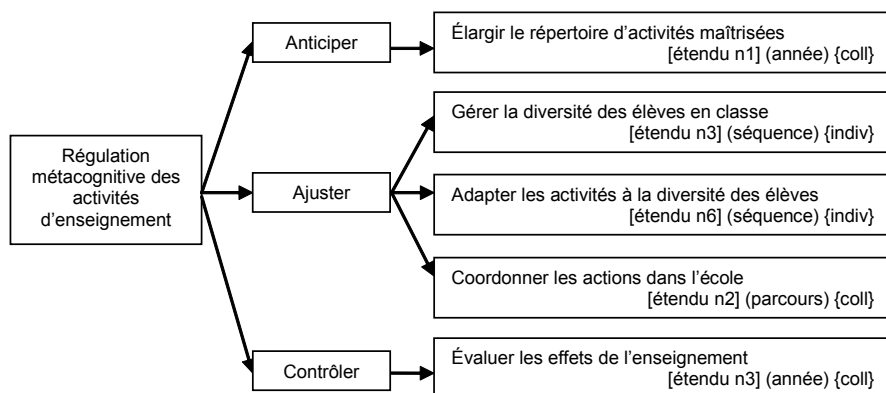 Anticiper
Élargir le répertoire d’activités maîtrisées
[étendu n1] (année) {coll}
Gérer la diversité des élèves en classe
[étendu n3] (séquence) {indiv}
Régulation
métacognitive des
activités
d’enseignement
Ajuster
Adapter les activités à la diversité des élèves
[étendu n6] (séquence) {indiv}
Coordonner les actions dans l’école
[étendu n2] (parcours) {coll}
Contrôler
Évaluer les effets de l’enseignement
[étendu n3] (année) {coll}